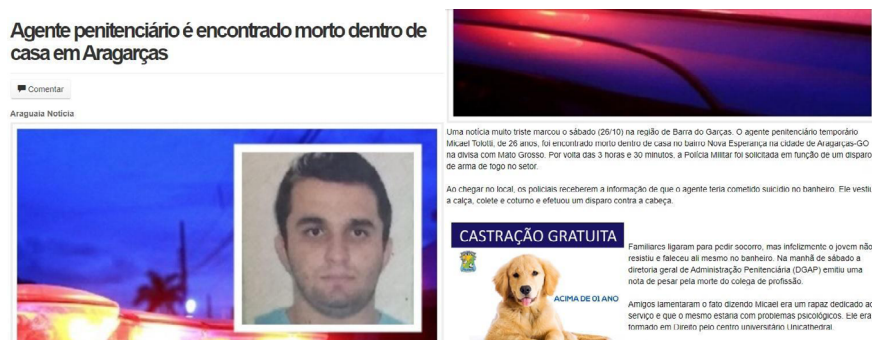 Agente penitenciário é encontrado morto dentro de
casa em Aragarças
Comentar
Araguaia Notícia
Uma notícia muito triste marcou o sábado (26/10) na região de Barra do Garças. O agente penitenciário temporário
Micael Tolotti, de 26 anos, foi encontrado morto dentro de casa no bairro Nova Esperança na cidade de Aragarças-GO
na divisa com Mato Grosso. Por volta das 3 horas e 30 minutos, a Polícia Militar foi solicitada em função de um disparo
de arma de fogo no setor.
Ao chegar no local, os policiais receberem a informação de que o agente teria cometido suicídio no banheiro. Ele vestiu
a calça, colete e coturno e efetuou um disparo contra a cabeça.
CASTRAÇÃO GRATUITA
ACIMA DE 01 ANO
Familiares ligaram para pedir socorro, mas infelizmente o jovem não
resistiu e faleceu ali mesmo no banheiro. Na manhã de sábado a
diretoria geral de Administração Penitenciária (DGAP) emitiu uma
nota de pesar pela morte do colega de profissão.
Amigos lamentaram o fato dizendo Micael era um rapaz dedicado ao
serviço e que o mesmo estaria com problemas psicológicos. Ele era
formado em Direito pelo centro universitário Unicathedral.